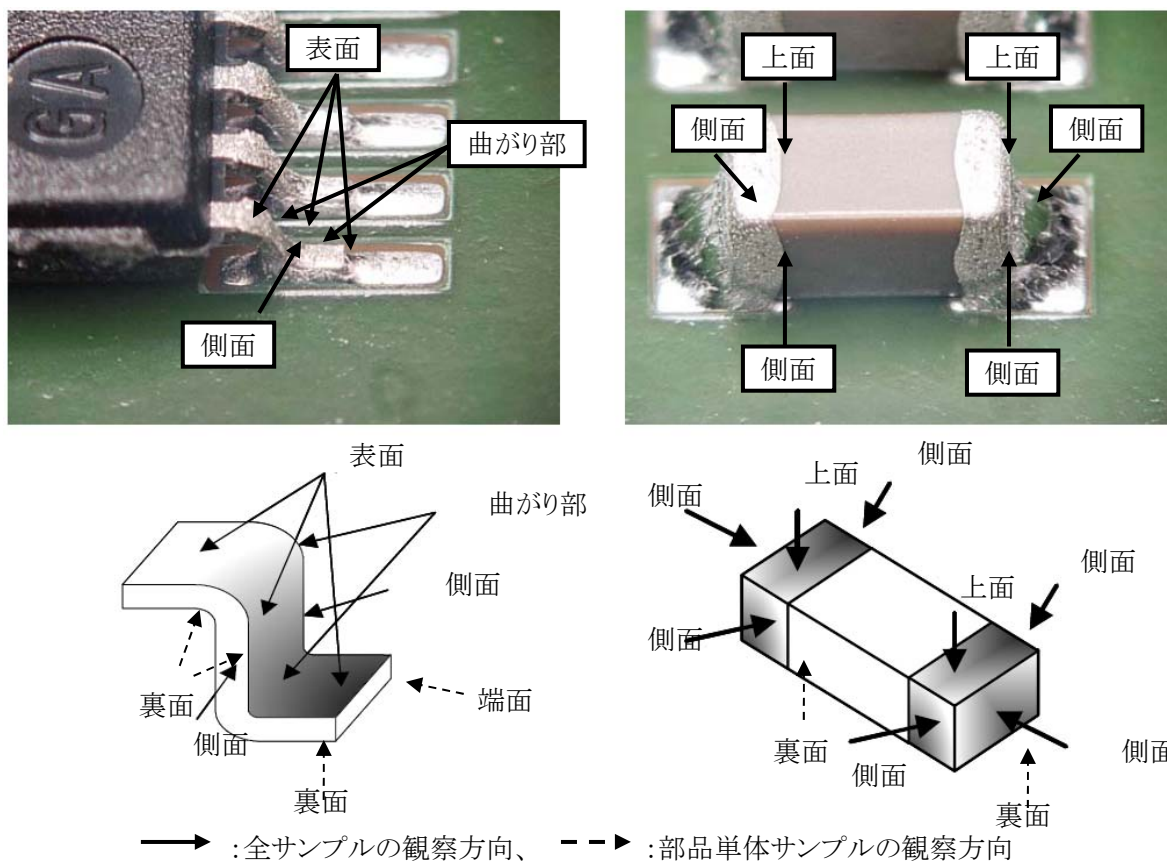 表面
曲がり部
側面
GA
上面
上面
側面
側面
側面
側面
表面
曲がり部
側面
裏面
側面
端面
裏面
側面
上面
側面
側面
上面
側面
裏面
側面
側面
裏面
:全サンプルの観察方向、 :部品単体サンプルの観察方向